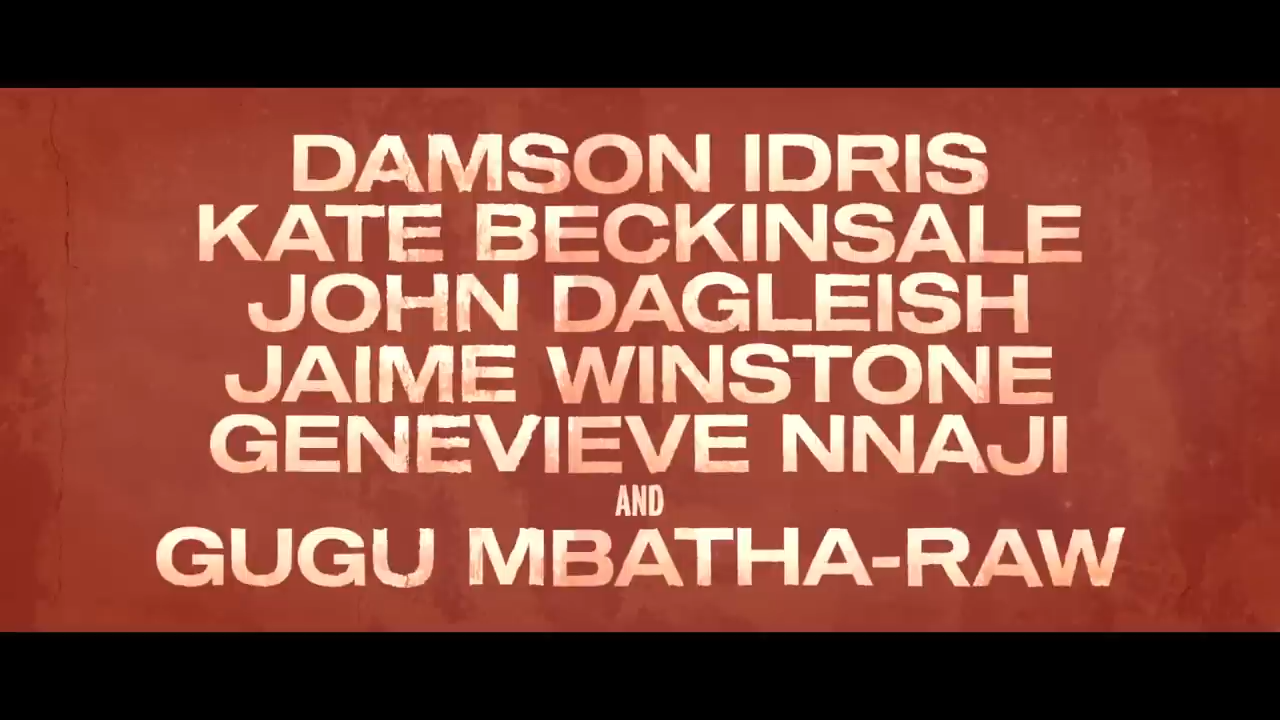 DAMSON IDRIS
KATE BECKINSALE
JOHN DAGLEISH
JAIME WINSTONE
GENEVIEVE NNAJI
AND
GUGU MBATHA-RAW